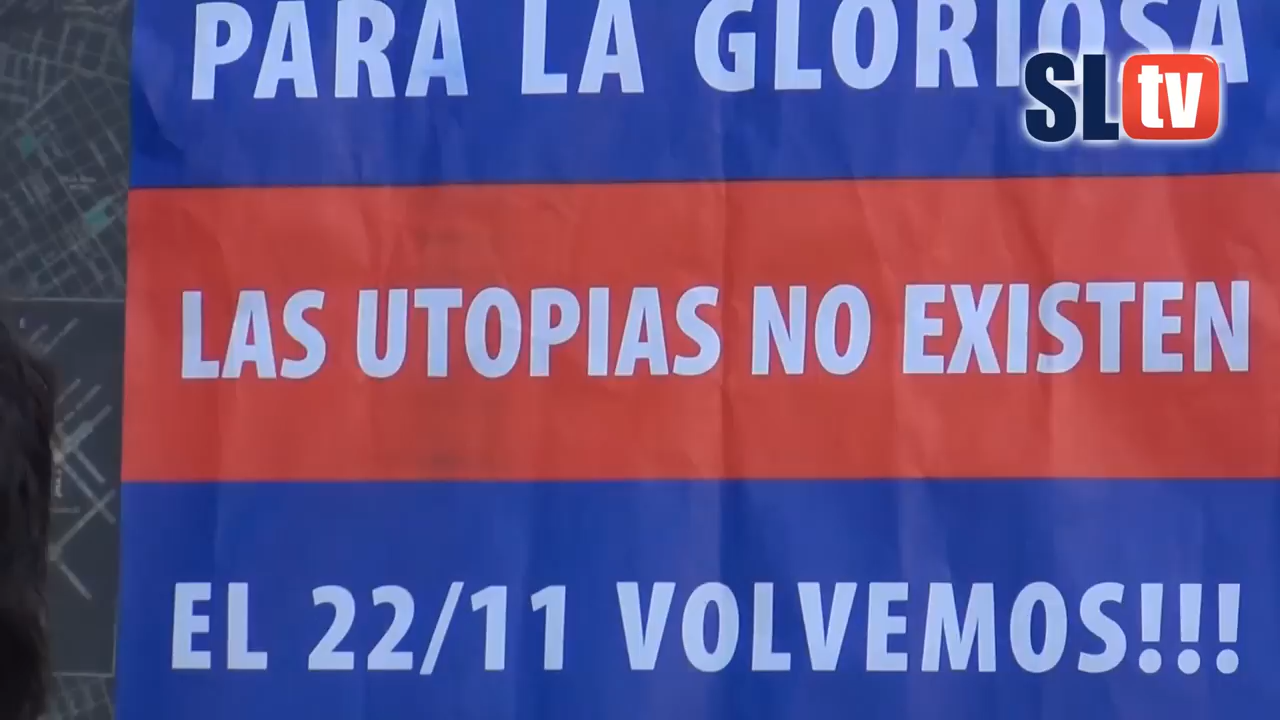 PARA LA GLORIOSA
SLtv
LAS UTOPIAS NO EXISTEN
EL 22/11 VOLVEMOS!!!